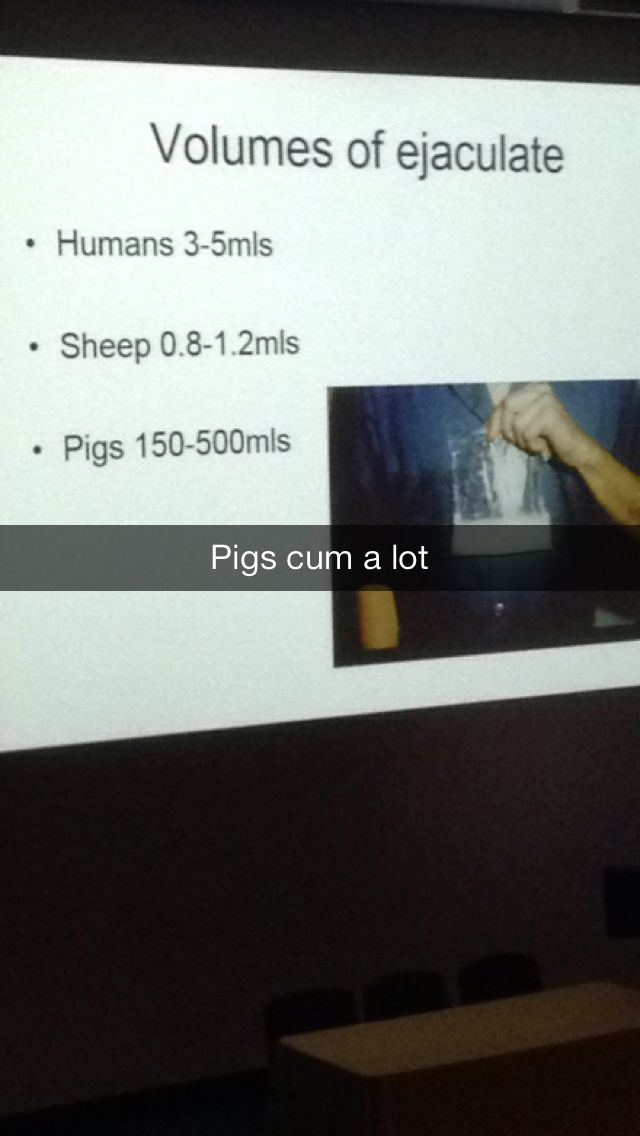 Volumes of ejaculate
• Humans 3-5mls
• Sheep 0.8-1.2mls
• Pigs 150-500mls
Pigs cum a lot